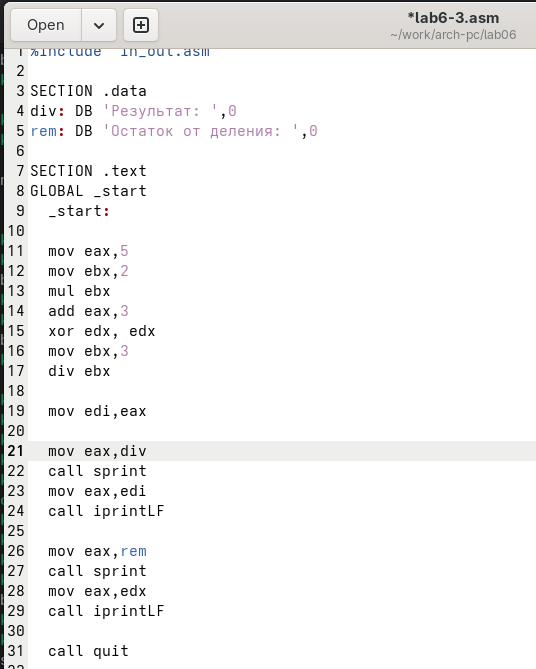 Open
*lab6-3.asm
~/work/arch-pc/lab06
1 %include 'in_out.asm'
2
3 SECTION .data
4 div: DB 'Результат: ',0
5 rem: DB 'Остаток от деления: ',0
6
7 SECTION .text
8 GLOBAL _start
9 _start:
10
11 mov eax,5
12 mov ebx,2
13 mul ebx
14 add eax,3
15 xor edx, edx
16 mov ebx,3
17 div ebx
18
19 mov edi,eax
20
21 mov eax,div
22 call sprint
23 mov eax,edi
24 call iprintLF
25
26 mov eax,rem
27 call sprint
28 mov eax,edx
29 call iprintLF
30
31 call quit